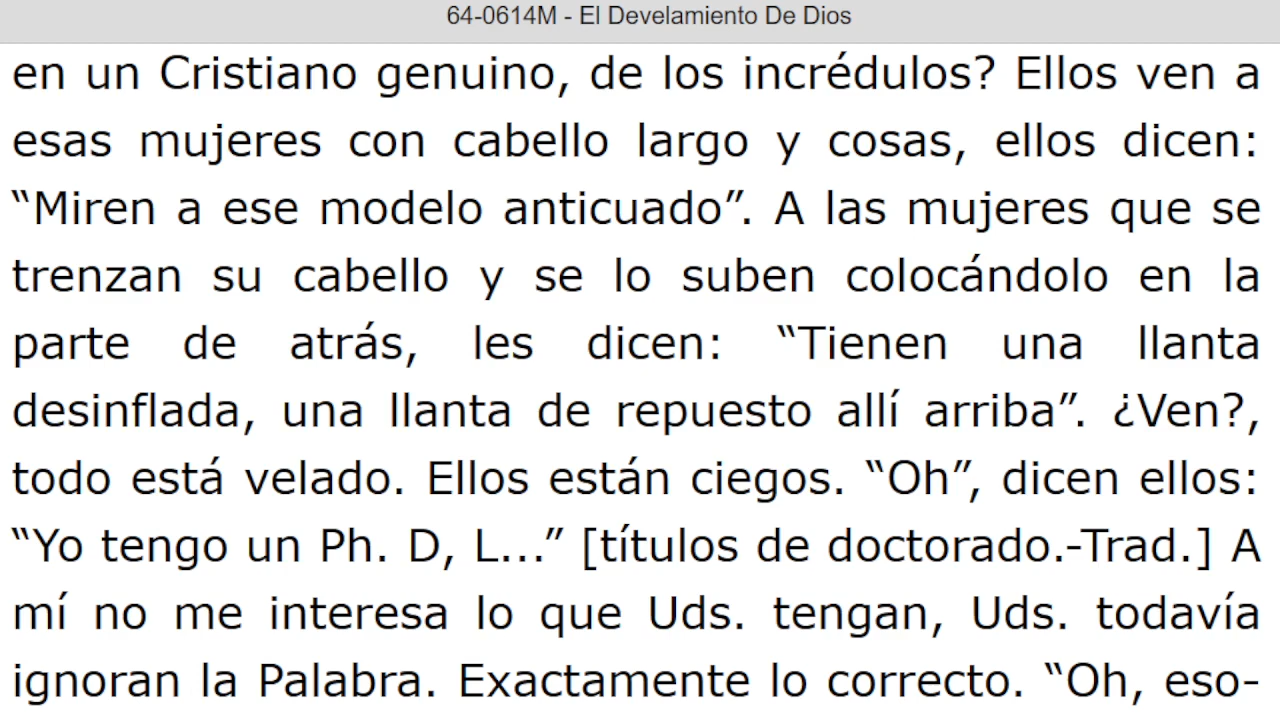 64-0614M - El Develamiento De Dios
en un Cristiano genuino, de los incrédulos? Ellos ven a
esas mujeres con cabello largo y cosas, ellos dicen:
“Miren a ese modelo anticuado”. A las mujeres que se
trenzan su cabello y se lo suben colocándolo en la
parte de atrás, les dicen: “Tienen una llanta
desinflada, una llanta de repuesto allí arriba”. ¿Ven?,
todo está velado. Ellos están ciegos. “Oh”, dicen ellos:
“Yo tengo un Ph. D, L...” [títulos de doctorado.-Trad.] A
mí no me interesa lo que Uds. tengan, Uds. todavía
ignoran la Palabra. Exactamente lo correcto. “Oh, eso-